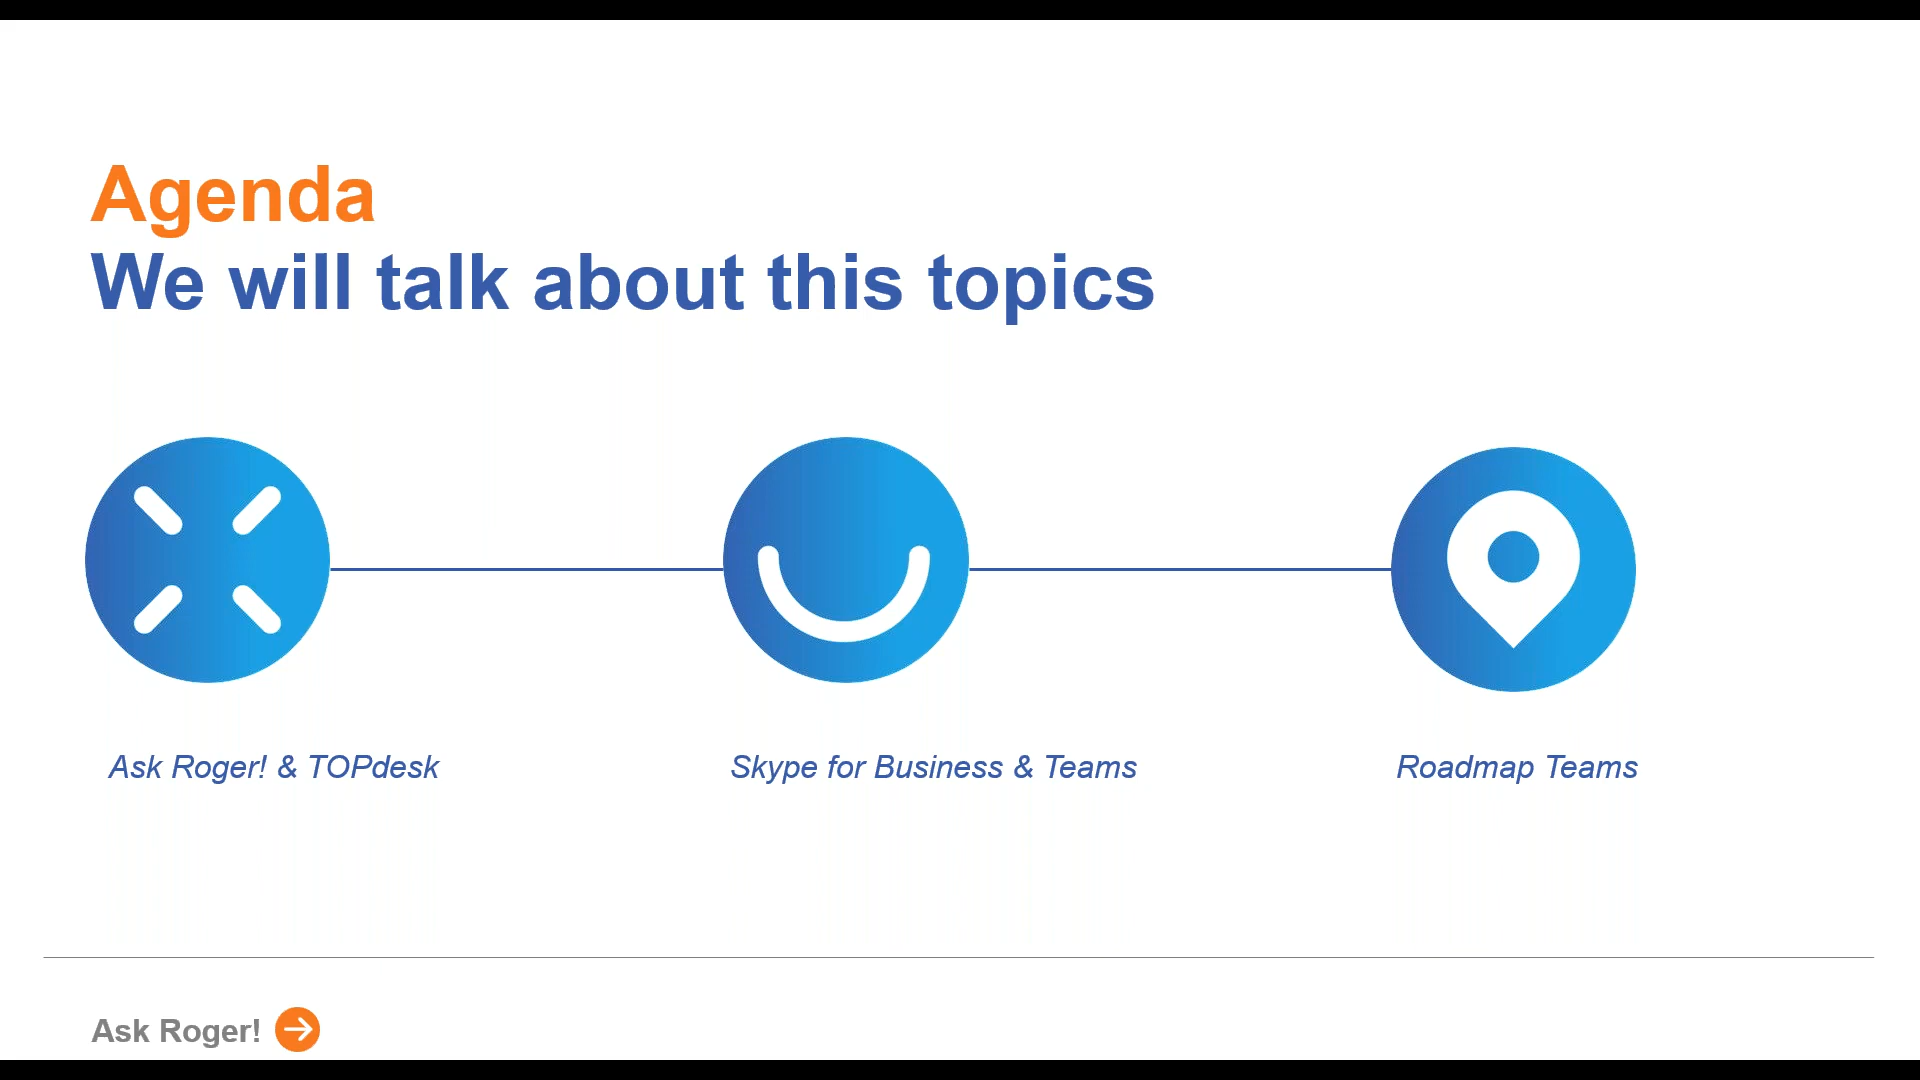 Agenda
We will talk about this topics
Ask Roger! & TOPdesk
Skype for Business & Teams
Roadmap Teams
Ask Roger!